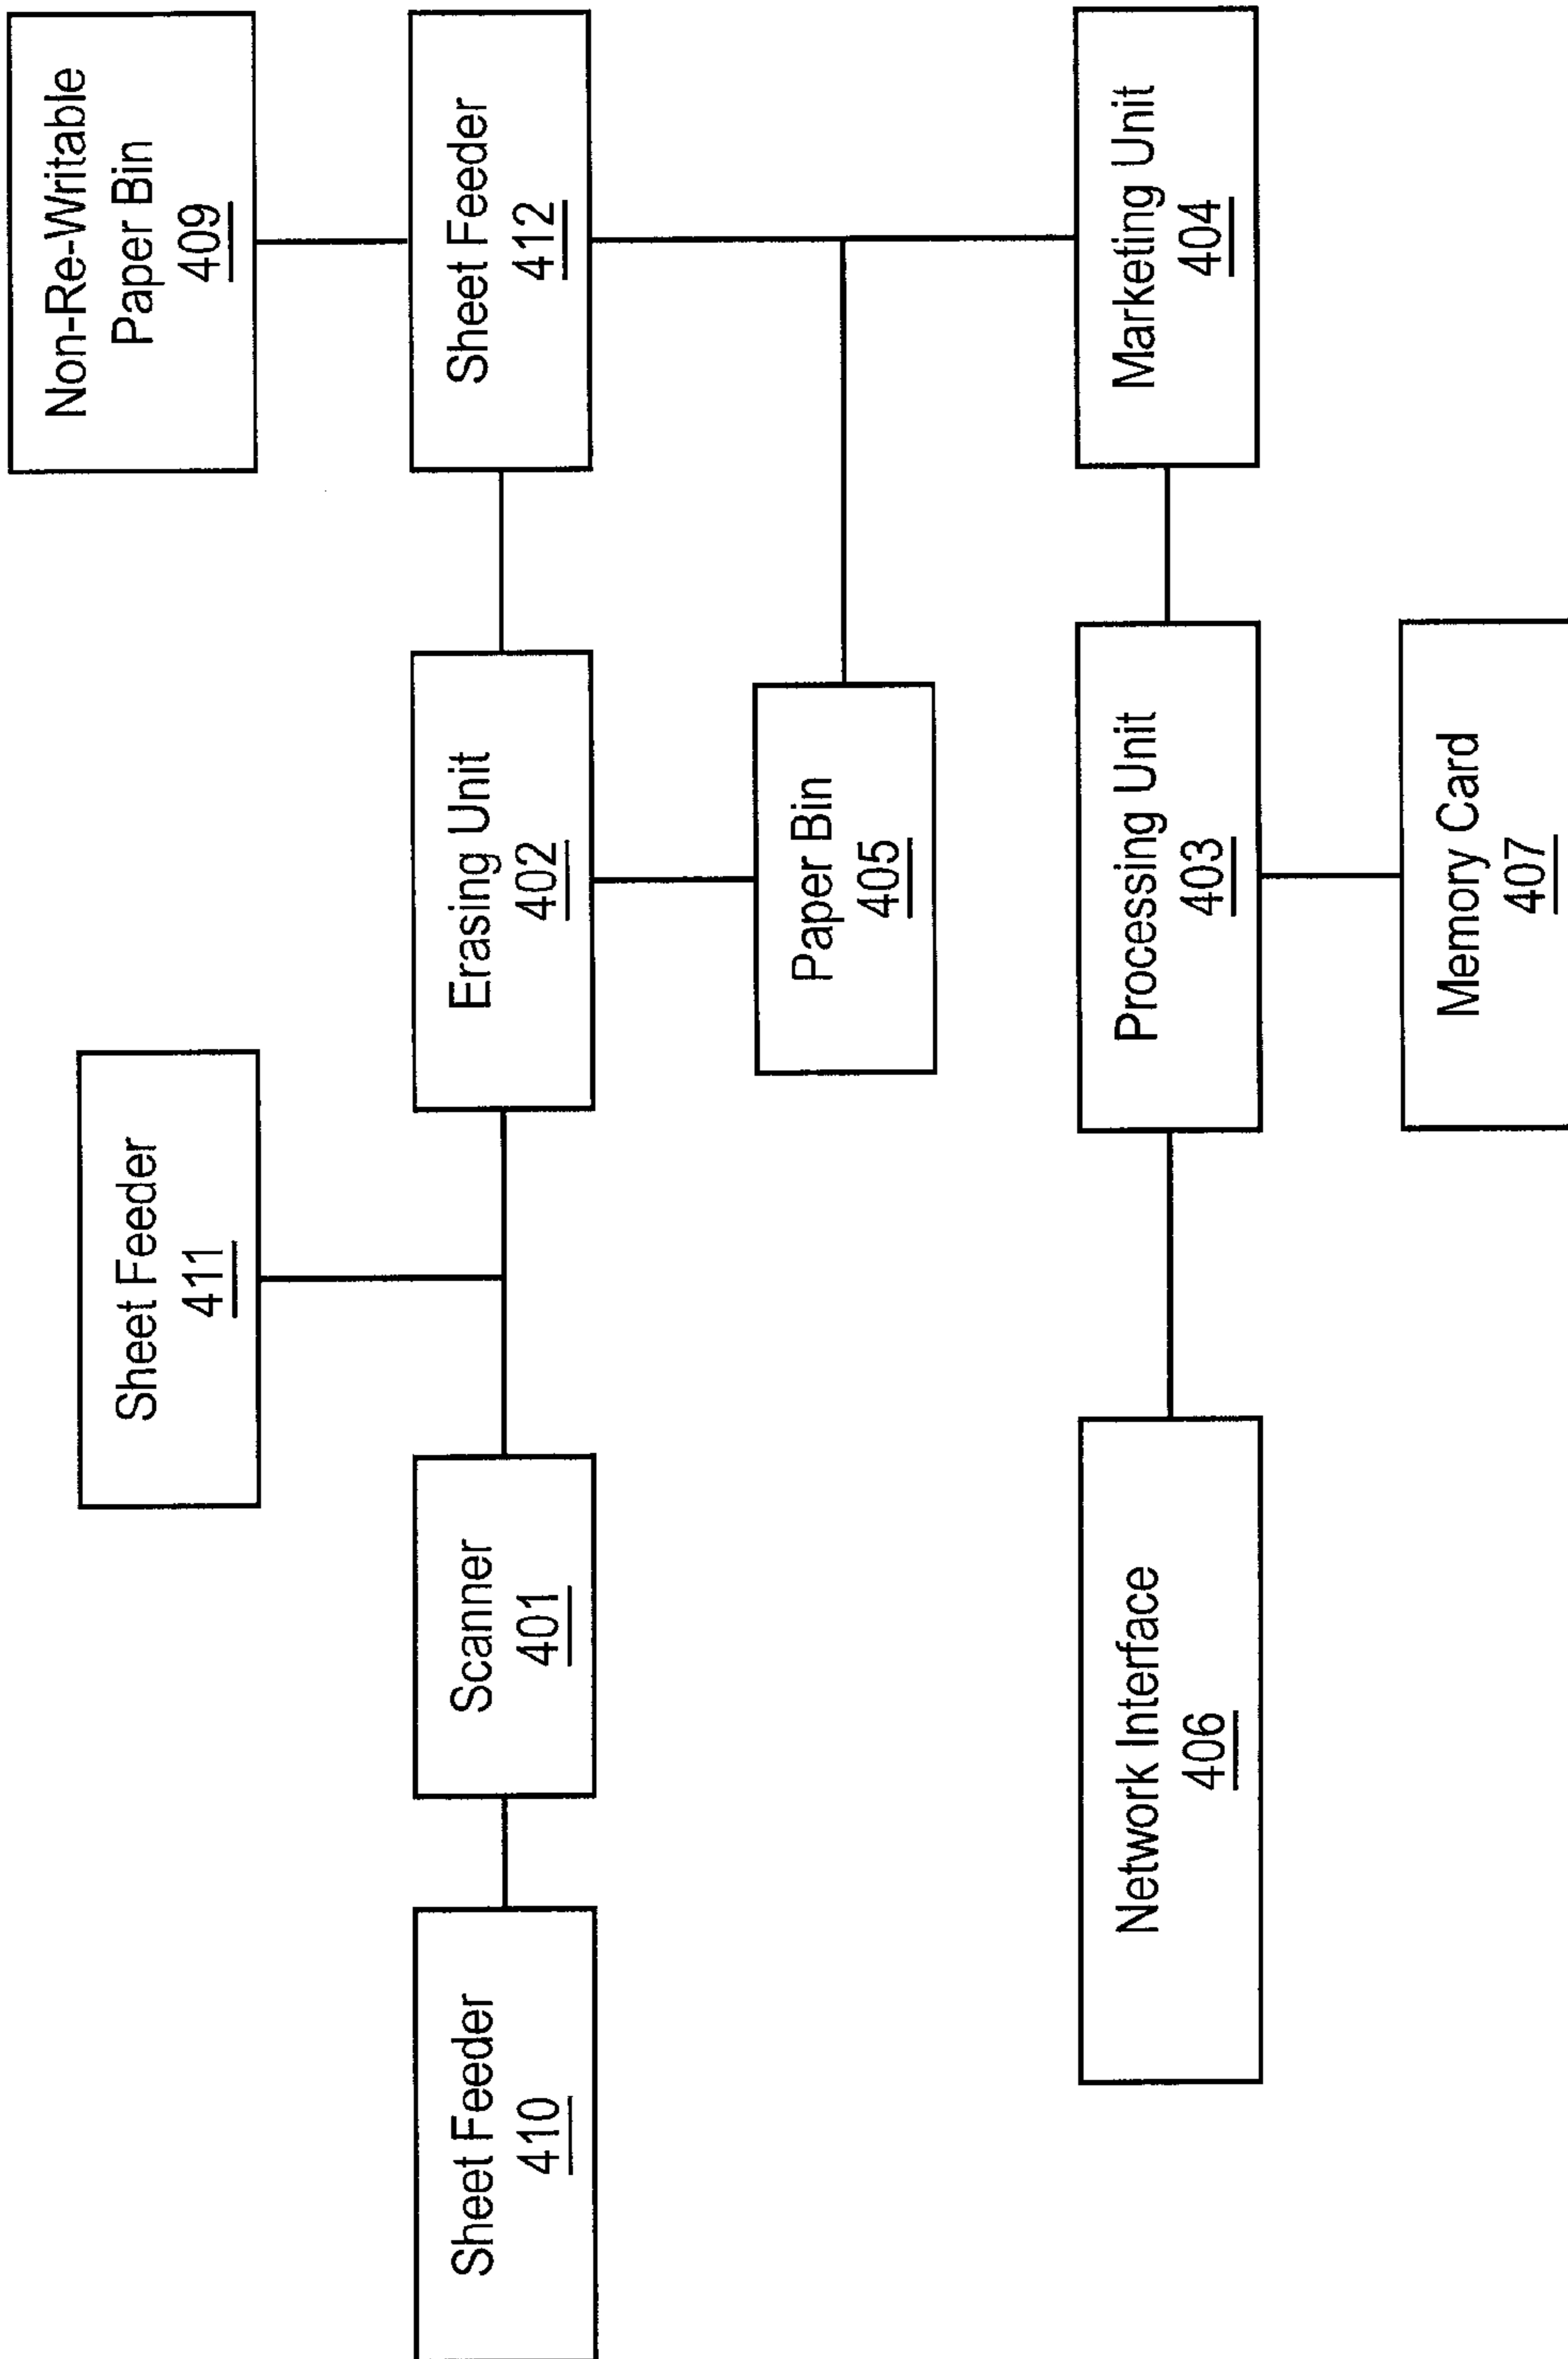 Sheet Feeder
411
Non-Re-Writable
Paper Bin
409
Sheet Feeder
410
Scanner
401
Erasing Unit
402
Sheet Feeder
412
Paper Bin
405
Network Interface
406
Processing Unit
403
Marketing Unit
404
Memory Card
407